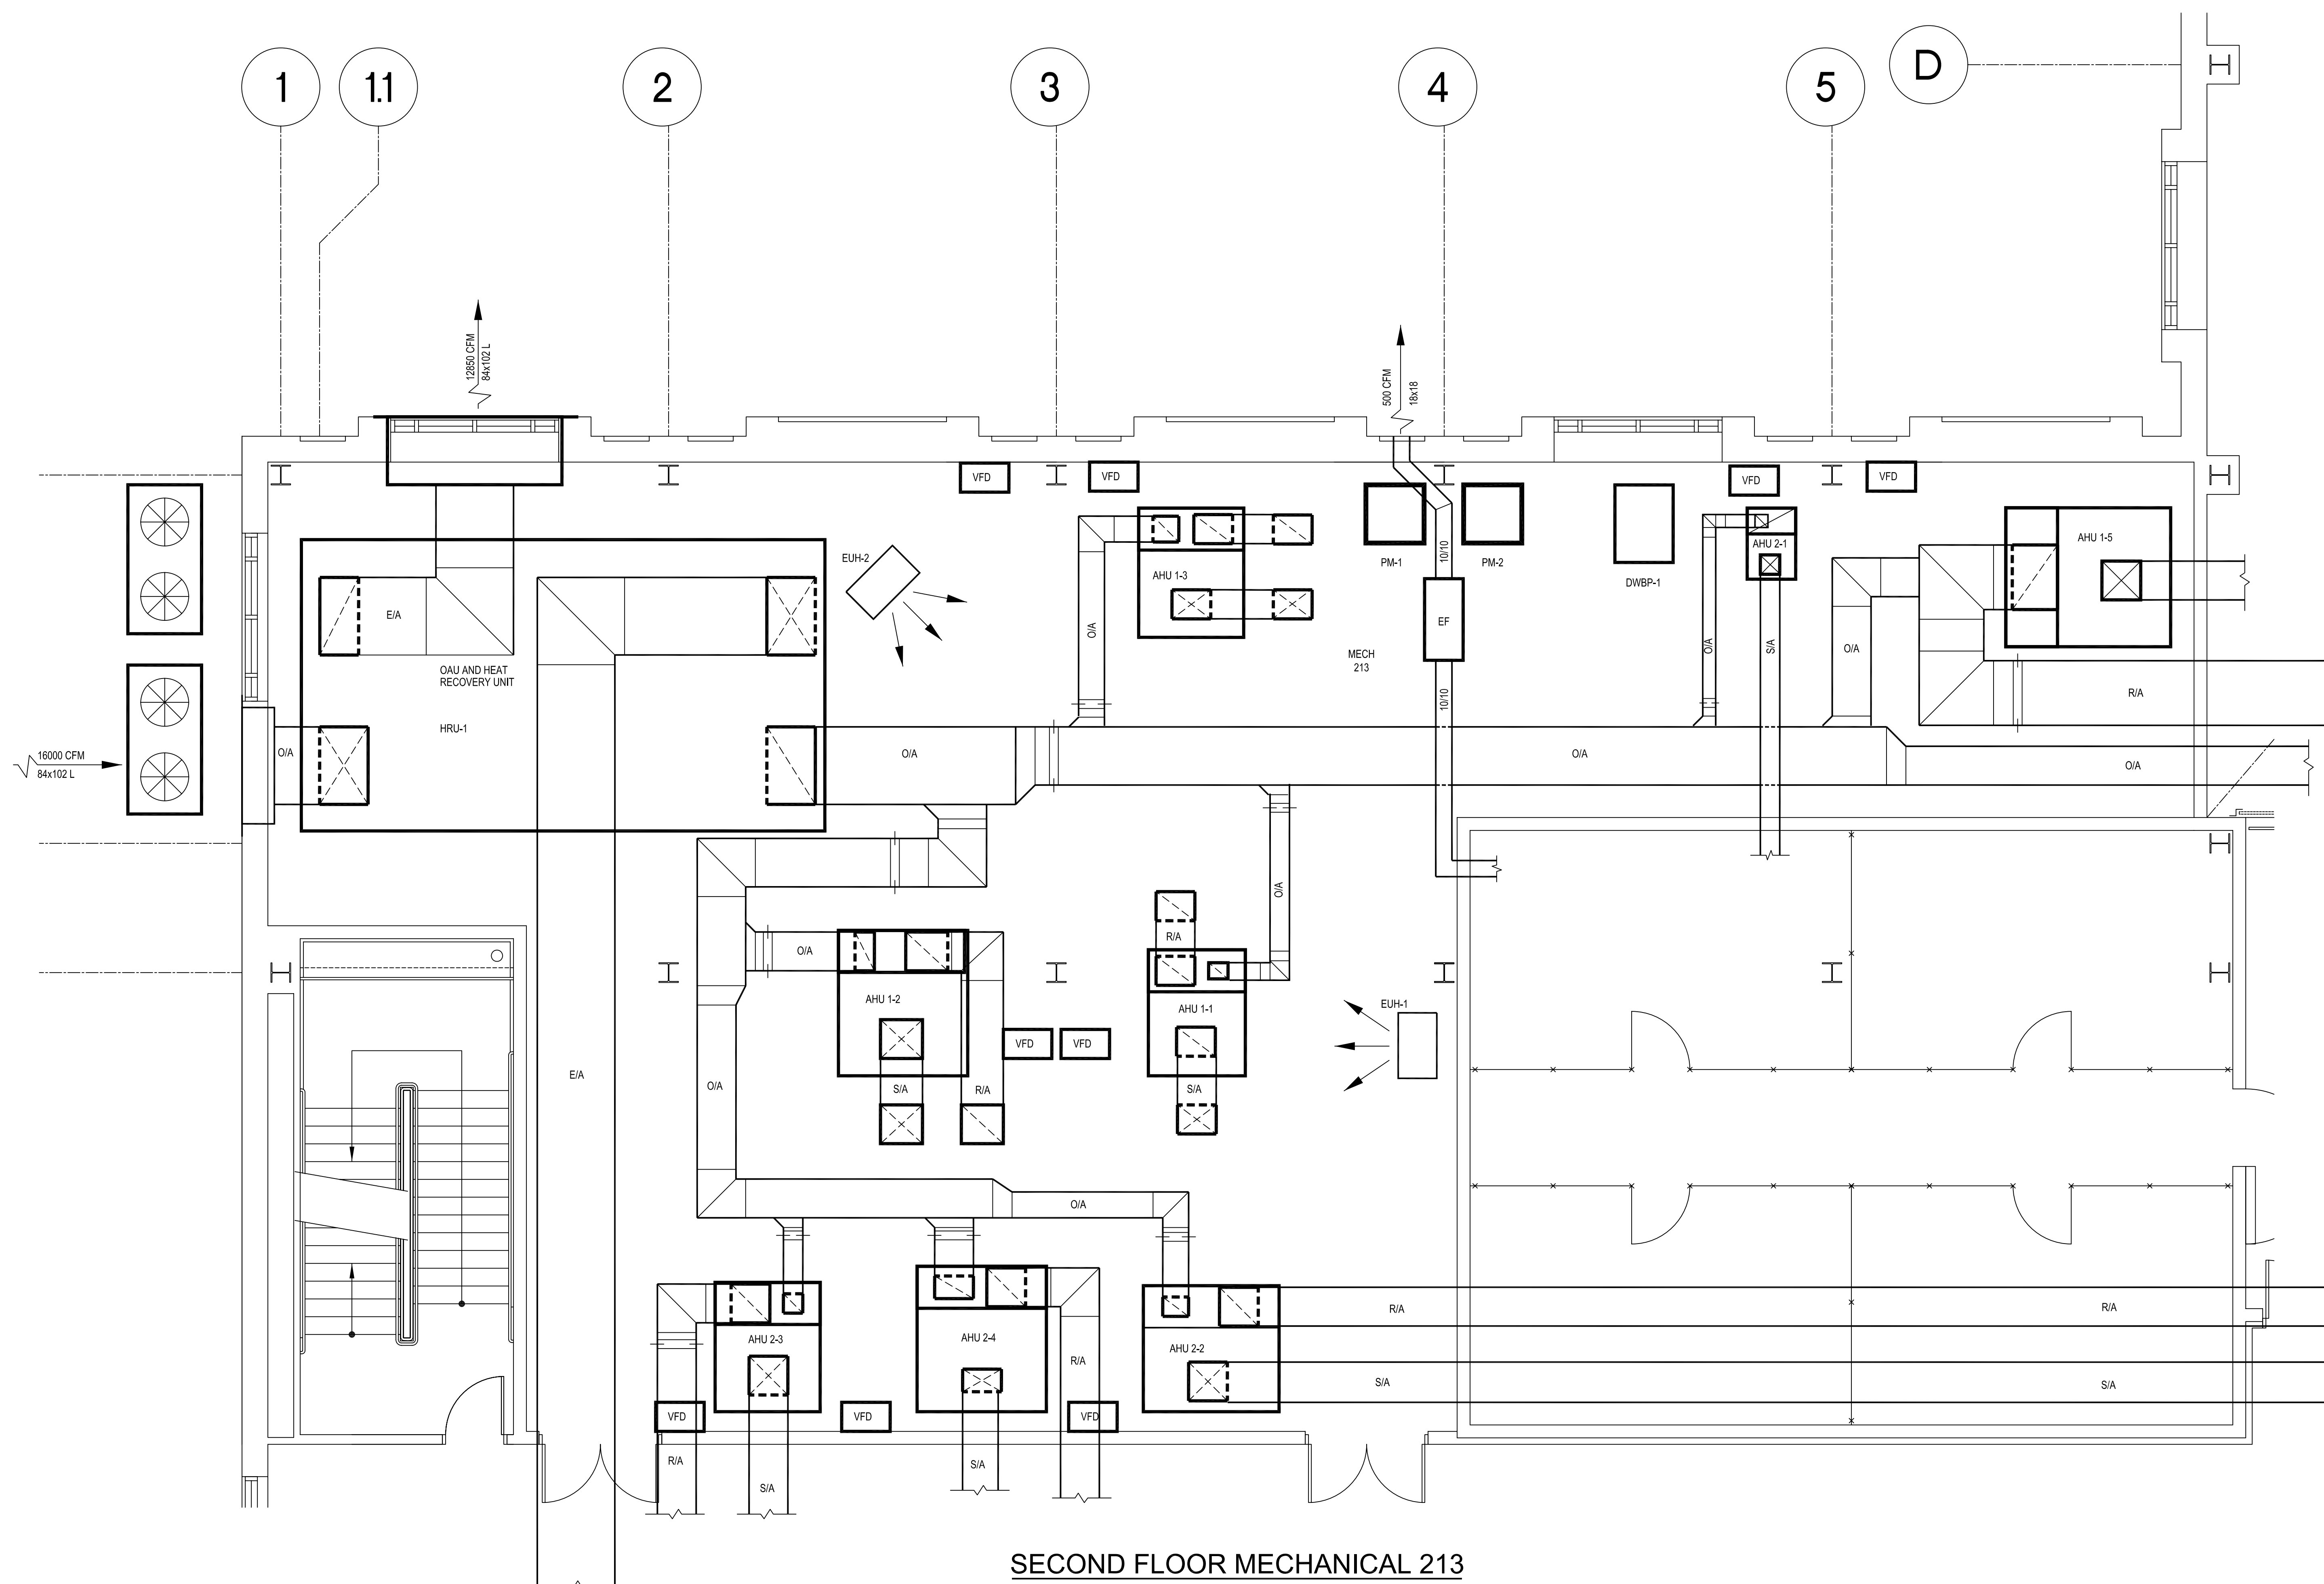 1
1.1
2
3
4
5
D
12850 CFM
84x102 L
500 CFM
18x18
VFD
VFD
VFD
VFD
EUH-2
AHU 1-3
PM-1
PM-2
10/10
DWBP-1
AHU 2-1
AHU 1-5
E/A
OAU AND HEAT
RECOVERY UNIT
HRU-1
O/A
MECH
213
EF
O/A
S/A
O/A
R/A
10/10
16000 CFM
84x102 L
O/A
O/A
O/A
O/A
O/A
R/A
O/A
AHU 1-2
AHU 1-1
EUH-1
VFD
VFD
E/A
O/A
S/A
R/A
S/A
O/A
AHU 2-3
AHU 2-4
AHU 2-2
R/A
R/A
R/A
S/A
S/A
VFD
VFD
VFD
R/A
S/A
S/A
SECOND FLOOR MECHANICAL 213